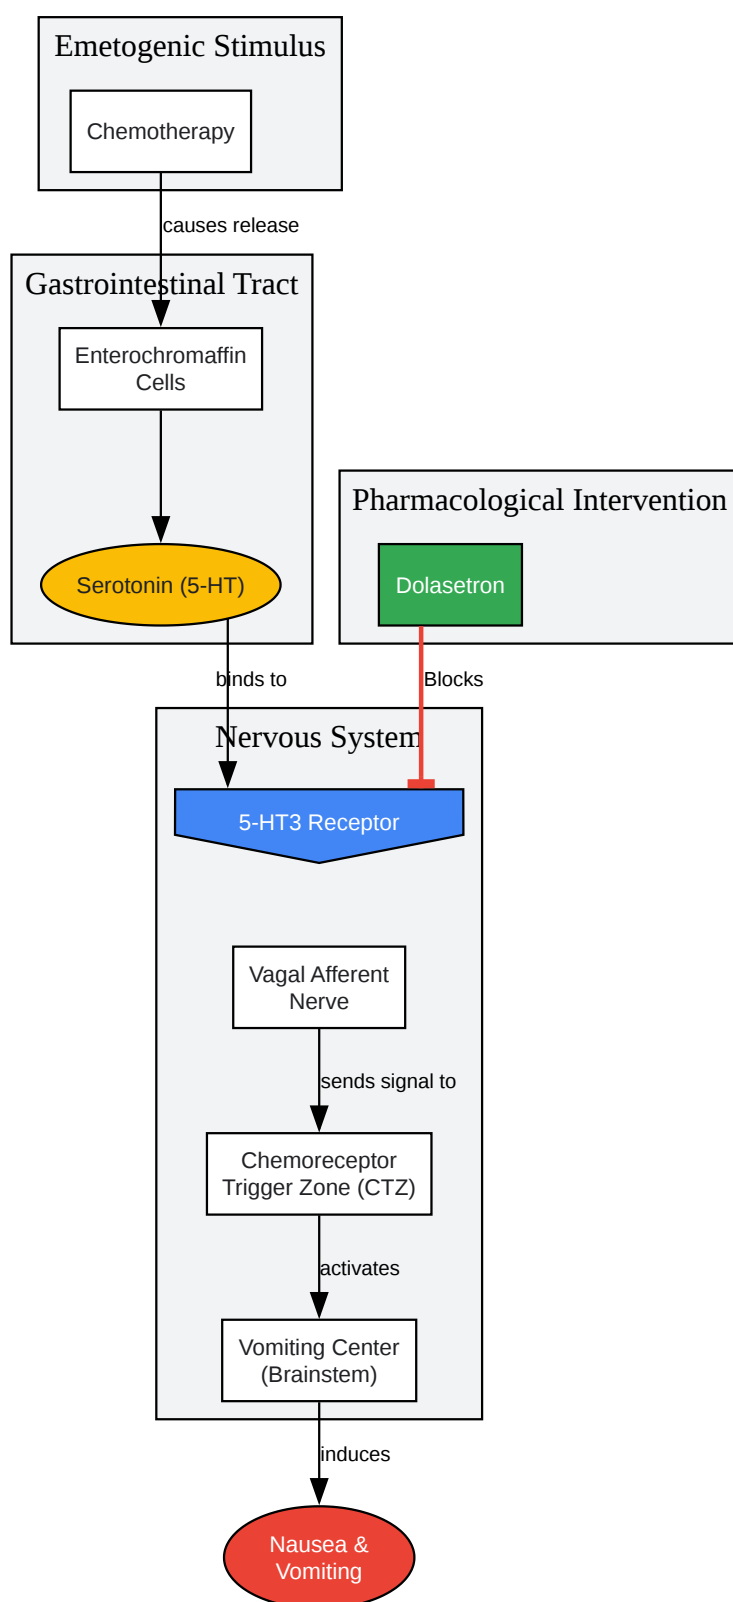 Emetogenic Stimulus
Chemotherapy
causes release
Gastrointestinal Tract
Enterochromaffin
Cells
Pharmacological Intervention
Serotonin (5-HT)
Dolasetron
binds to
Blocks
Nervous System
5-HT3 Receptor
Vagal Afferent
Nerve
sends signal to
Chemoreceptor
Trigger Zone (CTZ)
activates
Vomiting Center
(Brainstem)
induces
Nausea &
Vomiting